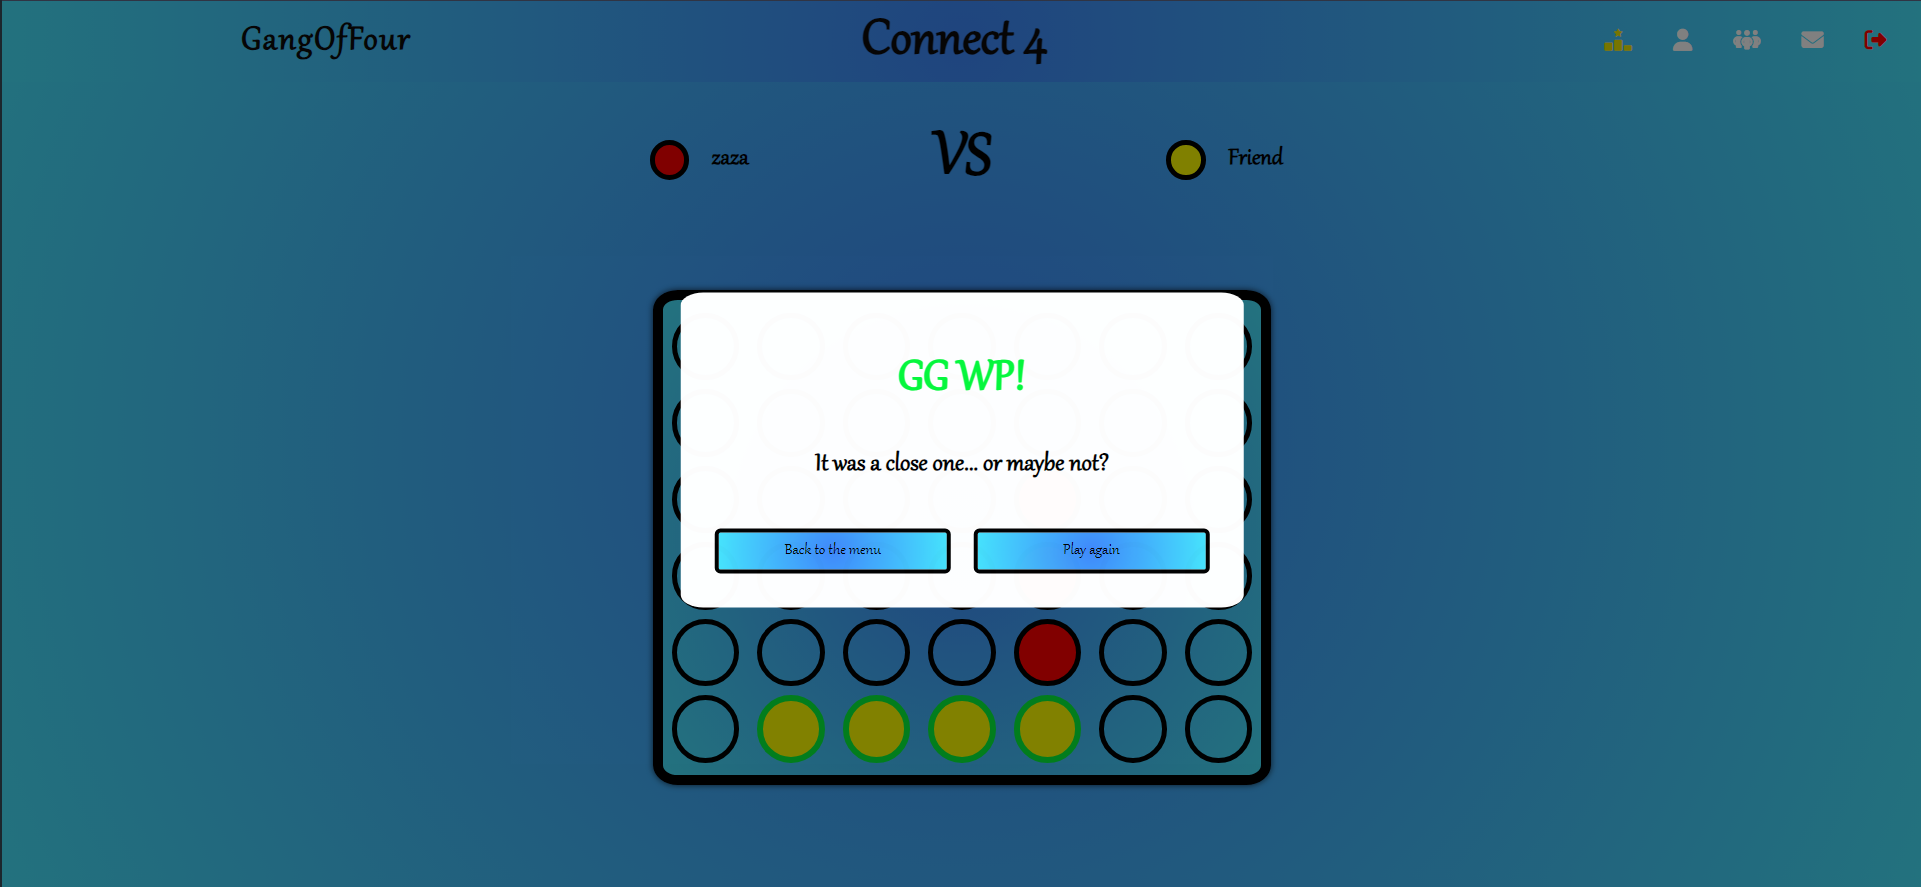 GangOfFour
Connect 4
zaza
VS
Friend
GG WP!
It was a close one... or maybe not?
Back to the menu
Play again